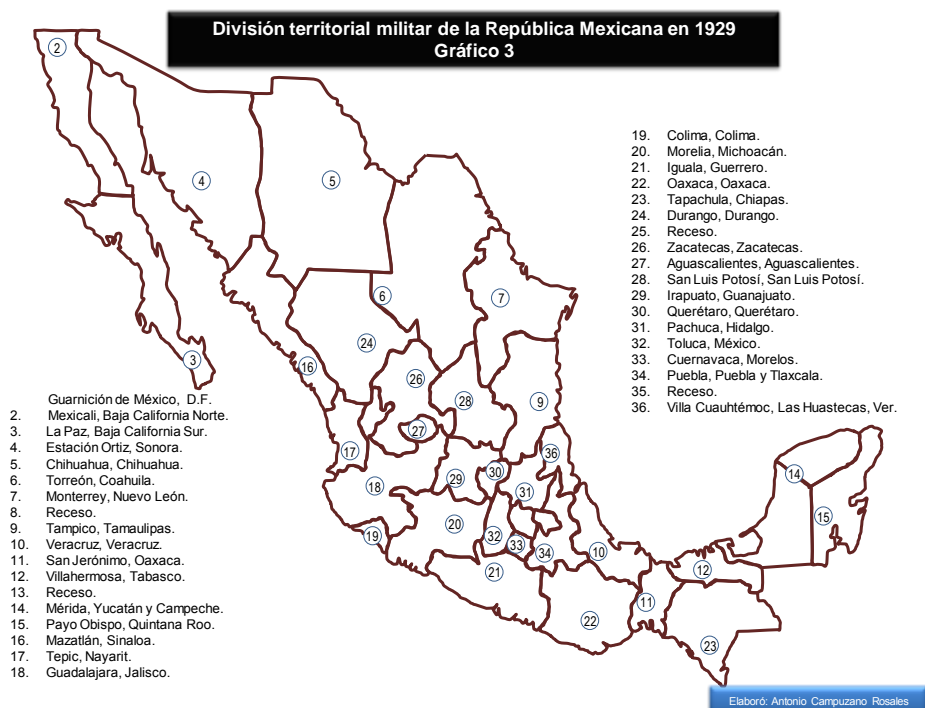 División territorial militar de la República Mexicana en 1929
Gráfico 3
Guarnición de México, D.F.
2. Mexicali, Baja California Norte.
3. La Paz, Baja California Sur.
4. Estación Ortiz, Sonora.
5. Chihuahua, Chihuahua.
6. Torreón, Coahuila.
7. Monterrey, Nuevo León.
8. Receso.
9. Tampico, Tamaulipas.
10. Veracruz, Veracruz.
11. San Jerónimo, Oaxaca.
12. Villahermosa, Tabasco.
13. Receso.
14. Mérida, Yucatán y Campeche.
15. Payo Obispo, Quintana Roo.
16. Mazatlán, Sinaloa.
17. Tepic, Nayarit.
18. Guadalajara, Jalisco.
19. Colima, Colima.
20. Morelia, Michoacán.
21. Iguala, Guerrero.
22. Oaxaca, Oaxaca.
23. Tapachula, Chiapas.
24. Durango, Durango.
25. Receso.
26. Zacatecas, Zacatecas.
27. Aguascalientes, Aguascalientes.
28. San Luis Potosí, San Luis Potosí.
29. Irapuato, Guanajuato.
30. Querétaro, Querétaro.
31. Pachuca, Hidalgo.
32. Toluca, México.
33. Cuernavaca, Morelos.
34. Puebla, Puebla y Tlaxcala.
35. Receso.
36. Villa Cuauhtémoc, Las Huastecas, Ver.
2
4
5
6
7
3
24
16
26
28
9
27
17
36
18
29
30
31
14
15
20
19
32
33
34
10
21
12
11
22
23
Elaboró: Antonio Campuzano Rosales